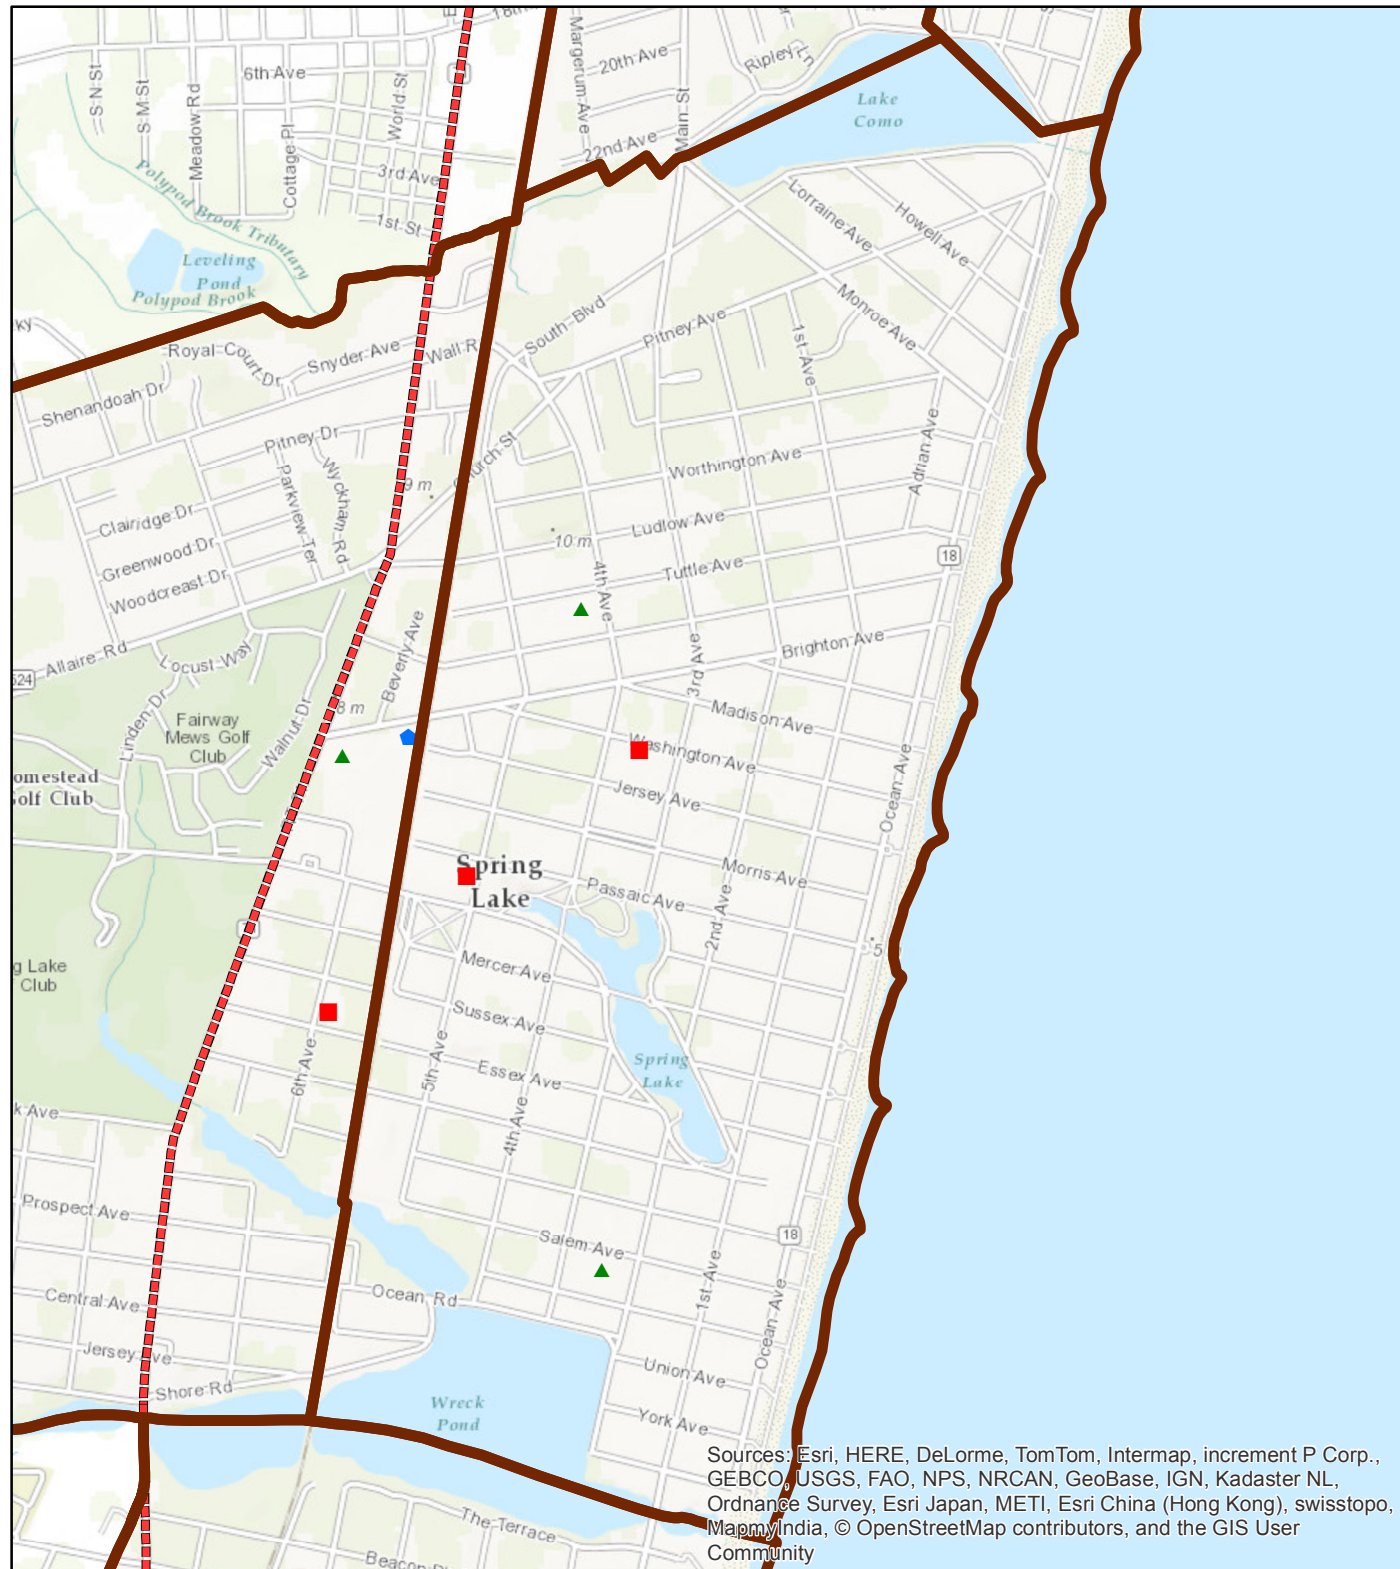 18th
20th Ave
Ripley Ln
6th Ave
S N St
S M St
Meadow Rd
World St
Cottage Pl
Margerum Ave
Main St
Lake
Como
22nd Ave
3rd Ave
1st St
Polypod Brook Tributary
Leveling
Pond
Polypod Brook
Lorraine Ave
Howell Ave
Monroe Ave
South Blvd
Pitney Ave
1st Ave
ky
Royal Court Dr
Snyder Ave
Wall R
Shenandoah Dr
Pitney Dr
Church St
Worthington Ave
Adrian Ave
Parkview Ter
Wyckham Rd
9 m
Clairidge Dr
Ludlow Ave
10 m
Greenwood Dr
18
Woodcreast Dr
4th Ave
Tuttle Ave
Allaire Rd
524
Locust Way
Beverly Ave
Brighton Ave
3rd Ave
Linden Dr
Walnut Dr
8 m
Fairway
Mews Golf
Club
Madison Ave
Washington Ave
omestead
Golf Club
Jersey Ave
Ocean Ave
Spring
Lake
Morris Ave
Passaic Ave
2nd Ave
5
g Lake
Club
Mercer Ave
Sussex Ave
6th Ave
5th Ave
Essex Ave
Spring
Lake
4th Ave
k Ave
Prospect Ave
Salem Ave
18
1st Ave
Ocean Ave
Central Ave
Ocean Rd
Jersey Ave
Union Ave
Shore Rd
Wreck
Pond
York Ave
The Terrace
Beacon
Sources: Esri, HERE, DeLorme, TomTom, Intermap, increment P Corp.,
GEBCO, USGS, FAO, NPS, NRCAN, GeoBase, IGN, Kadaster NL,
Ordnance Survey, Esri Japan, METI, Esri China (Hong Kong), swisstopo,
MapmyIndia, © OpenStreetMap contributors, and the GIS User
Community